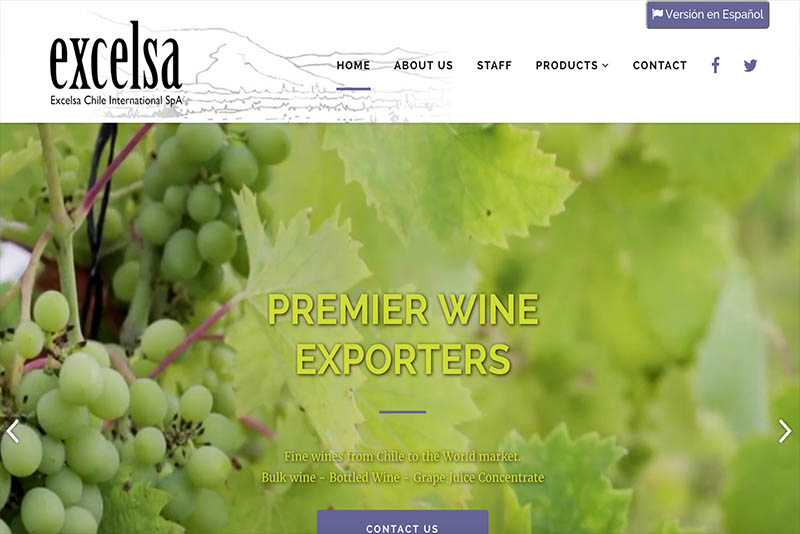 Versión en Español
excelsa
Excelsa Chile International SpA
HOME ABOUT US STAFF PRODUCTS CONTACT
PREMIER WINE
EXPORTERS
Fine wines from Chile to the World market.
Bulk wine - Bottled Wine - Grape Juice Concentrate
CONTACT US